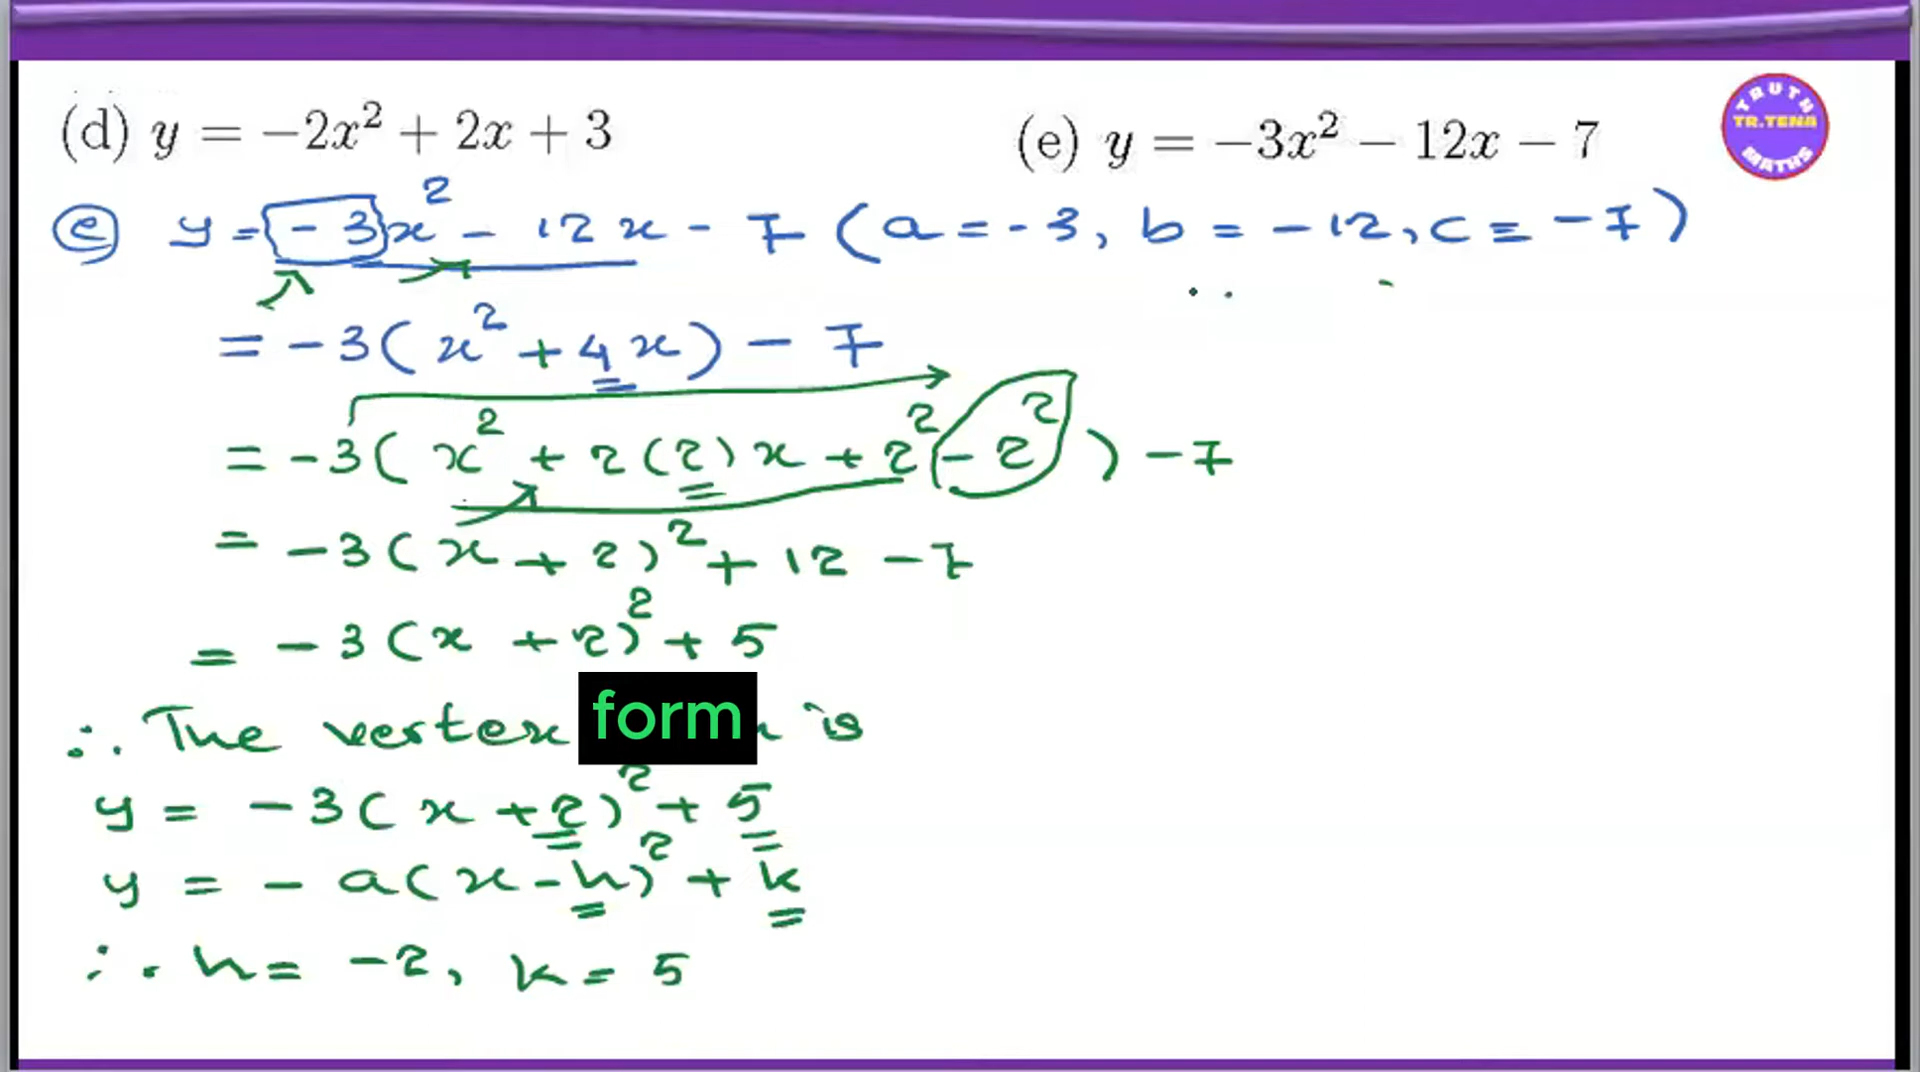 (d) y = −2x² + 2x + 3
(e) y = −3x² − 12x − 7
TRUTH
TR.TENA
MATHS
(e) y = -3x² - 12x - 7 (a = -3, b = -12, c = -7)
= -3(x² + 4x) - 7
= -3(x² + 2(2)x + 2² - 2²) - 7
= -3(x + 2)² + 12 - 7
= -3(x + 2)² + 5
∴ The vertex form is
y = -3(x + 2)² + 5
y = - a(x - h)² + k
∴ h = -2, k = 5